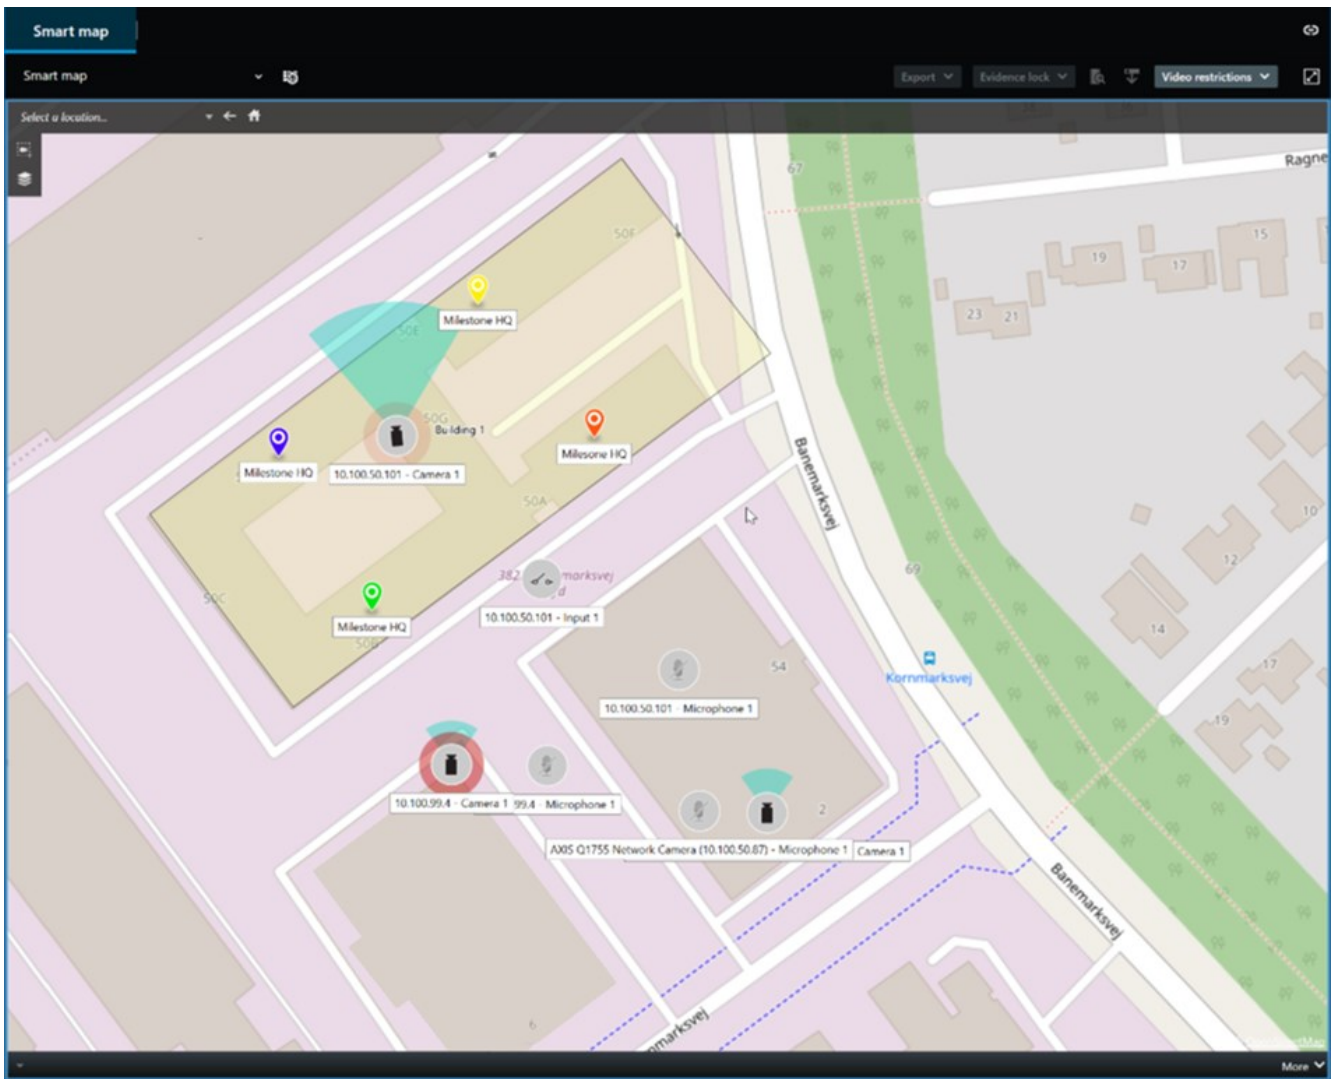 Smart map
Smart map
Export
Evidence lock
Video restrictions
Select a location...
67
Ragne
50F
15
19
17
Milestone HQ
50E
23
21
50G
Building 1
Milestone HQ
10.100.50.101 - Camera 1
Milesone HQ
Banemarksvej
50A
10
12
382
markvej
69
50C
10.100.50.101 - Input 1
Milestone HQ
14
54
17
Kornmarksvej
10.100.50.101 - Microphone 1
19
10.100.99.4 - Camera 1
99.4 - Microphone 1
2
AXIS Q1755 Network Camera (10.100.50.87) - Microphone 1
Camera 1
Banemarksvej
6
nmarksvej
More